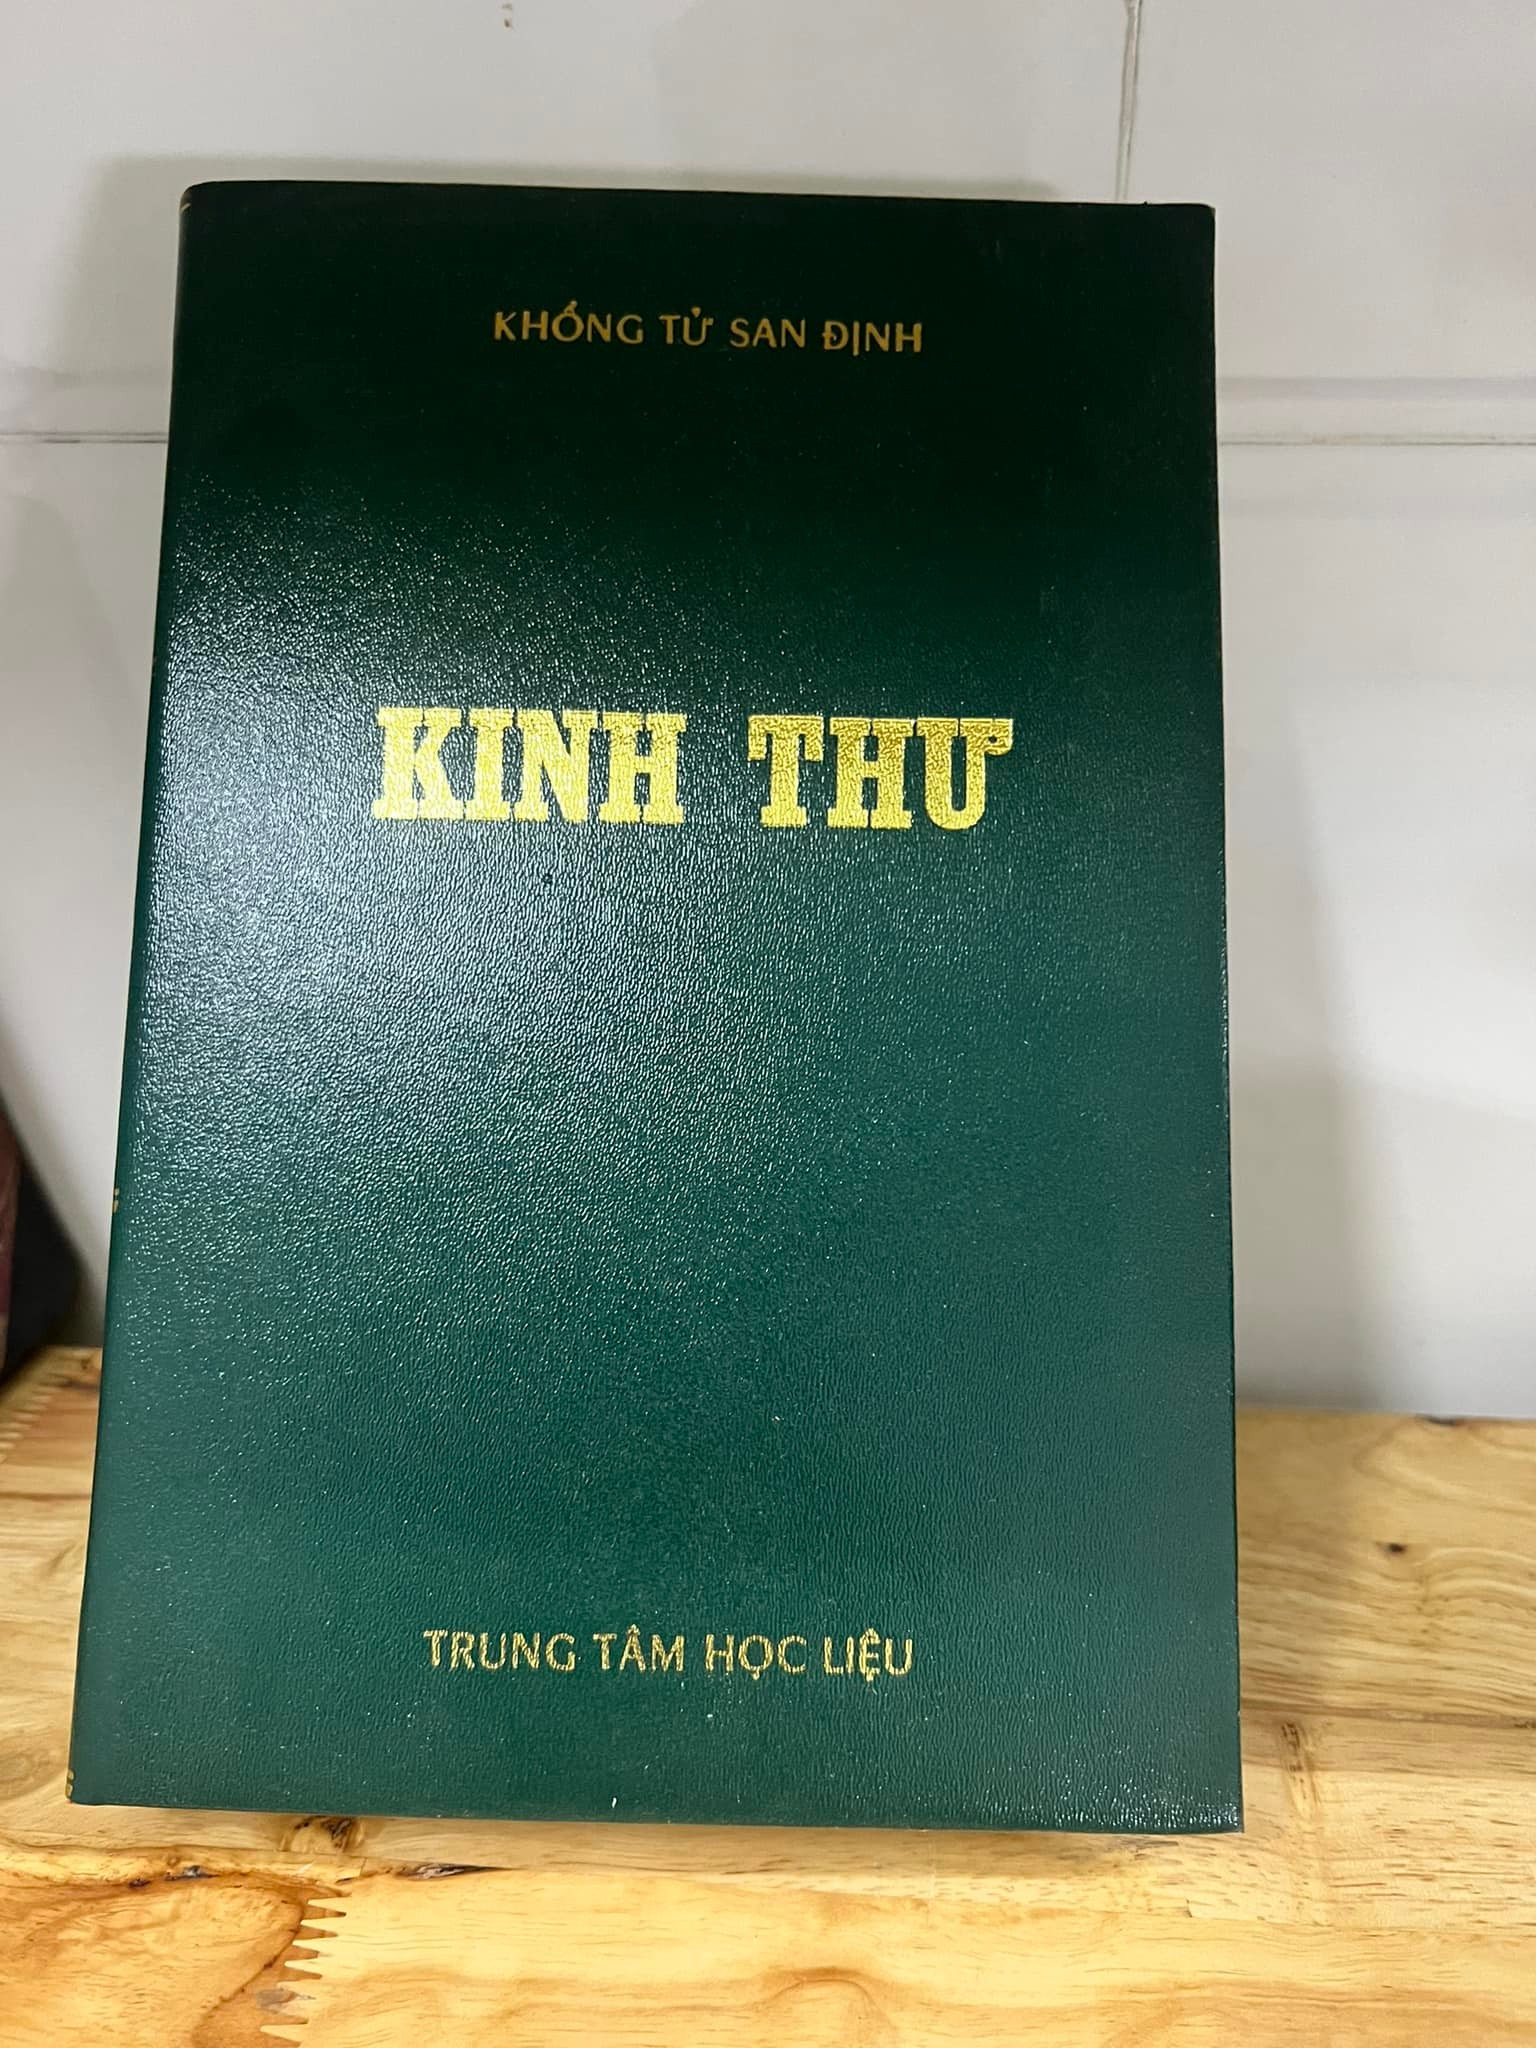 KHỔNG TỬ SAN ĐỊNH
KINH THƯ
TRUNG TÂM HỌC LIỆU